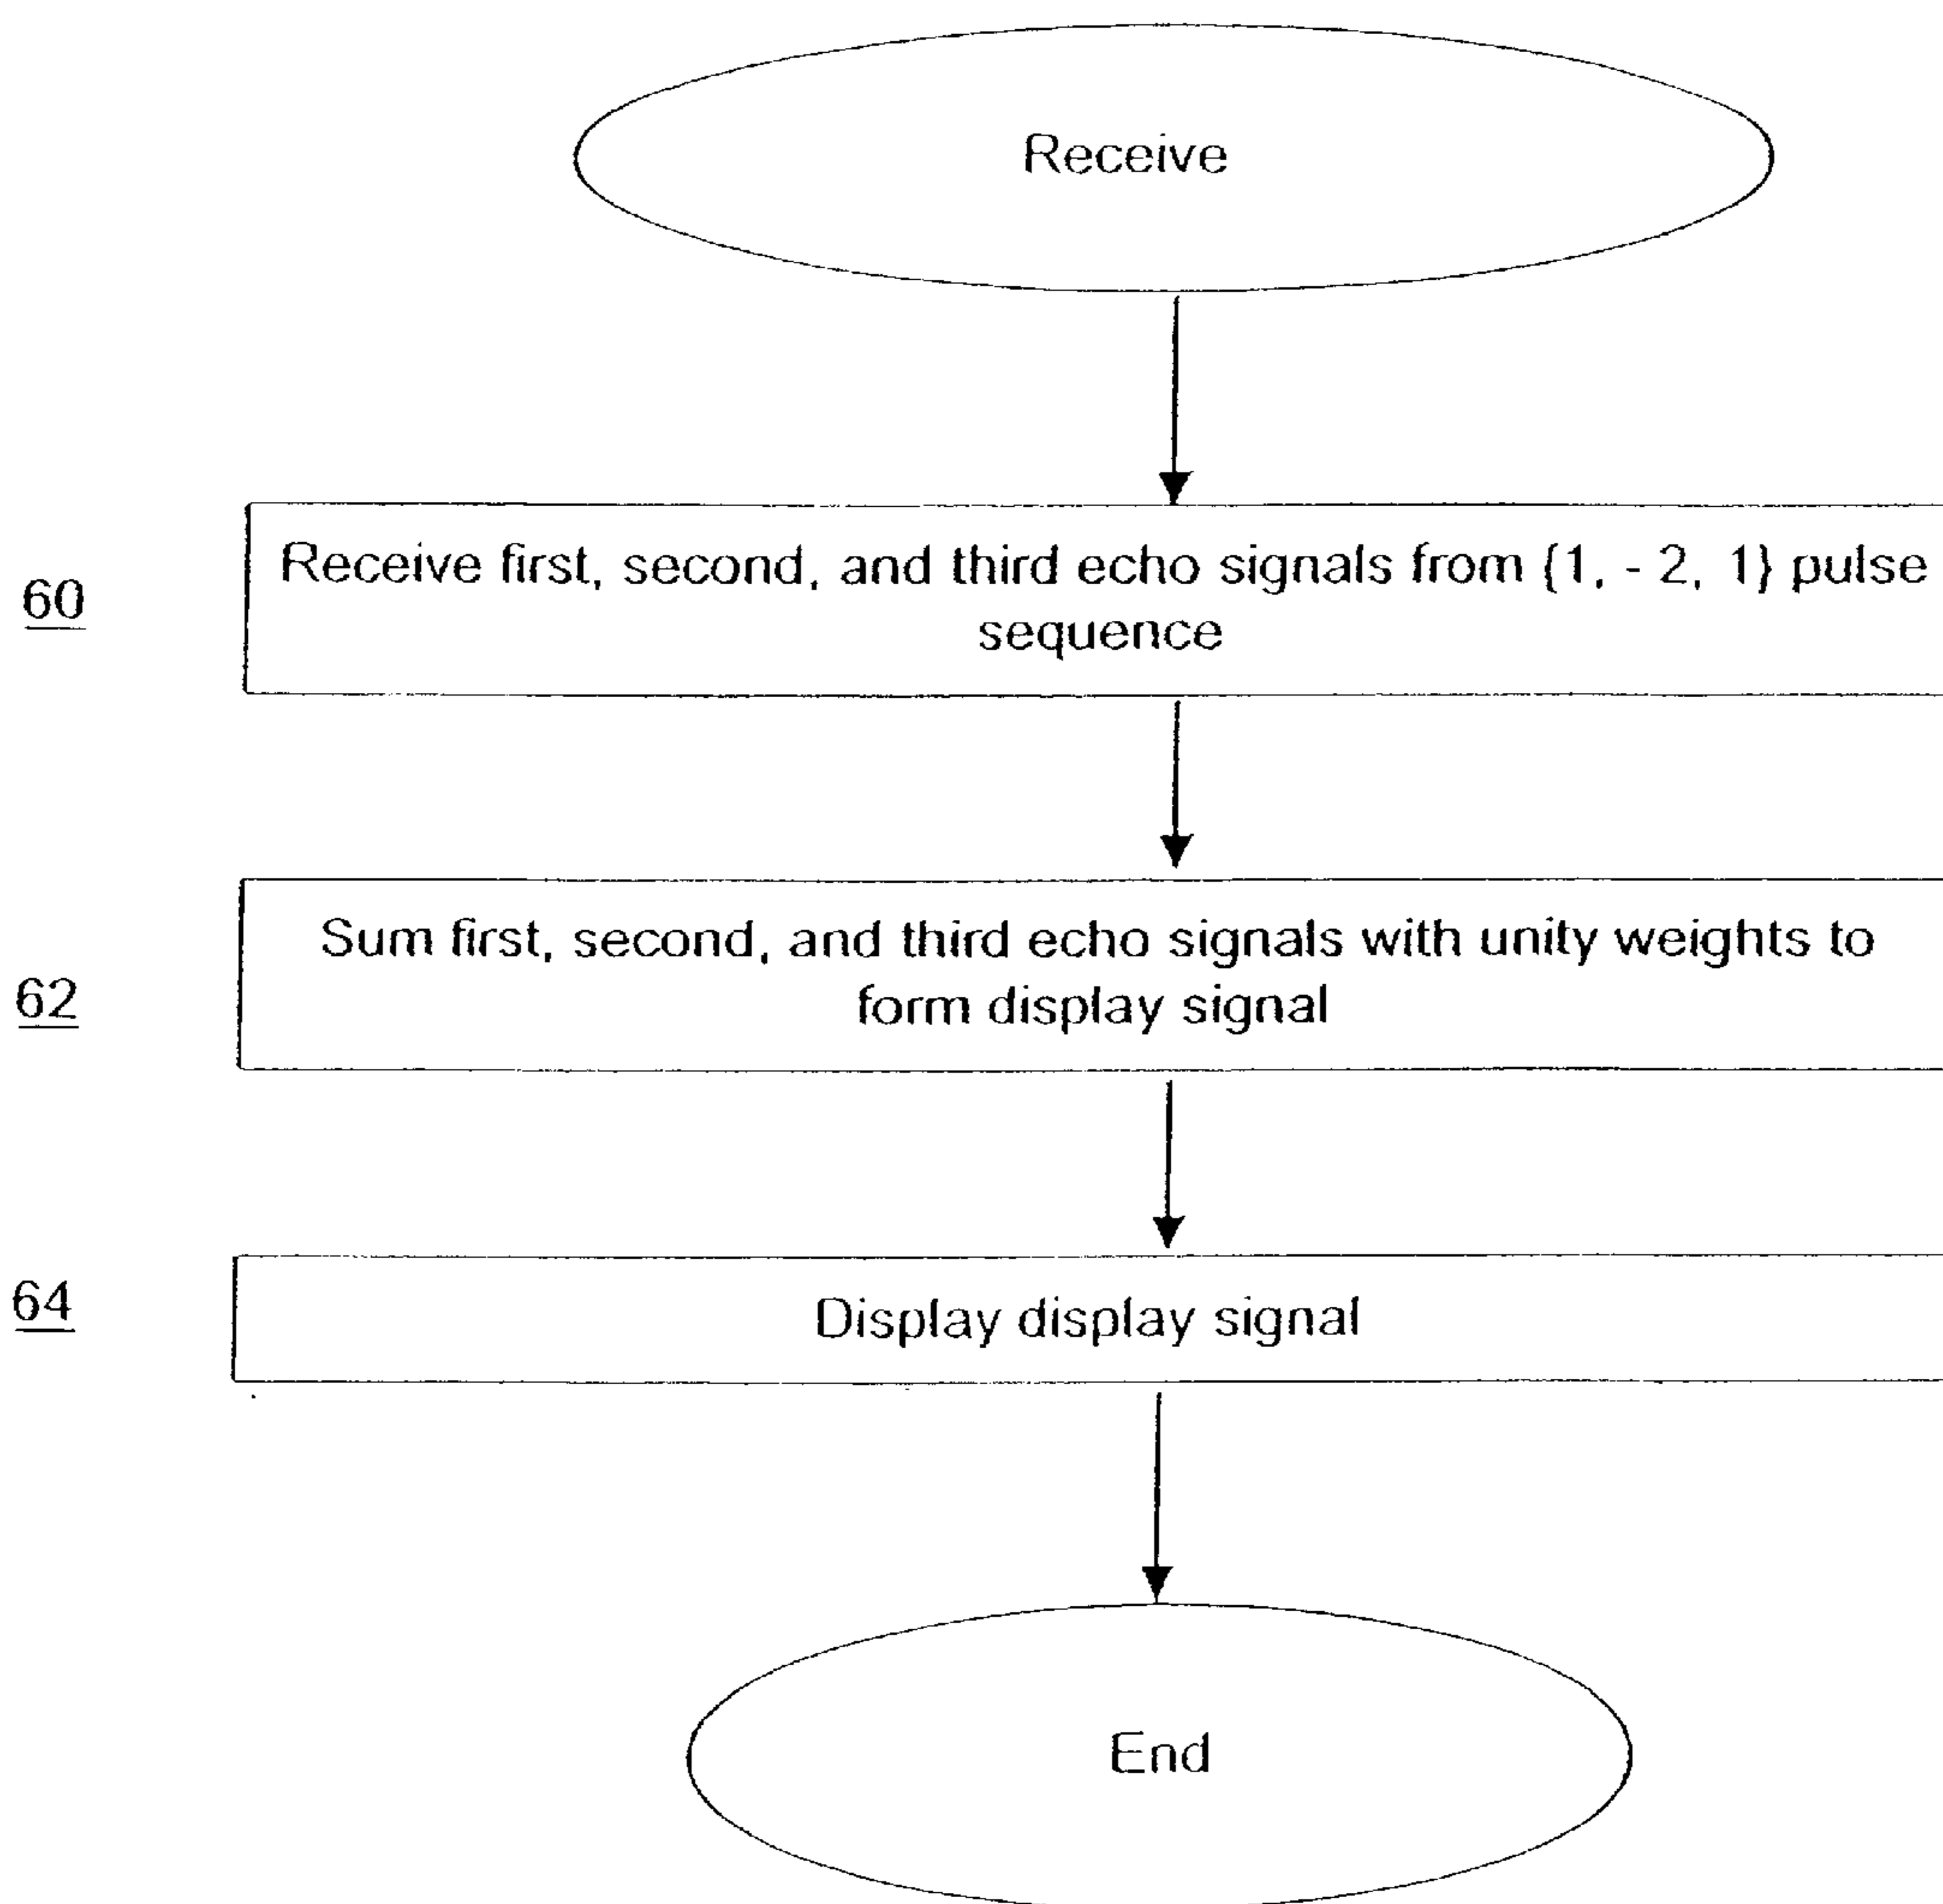 Receive
60
Receive first, second, and third echo signals from {1, - 2, 1} pulse
sequence
62
Sum first, second, and third echo signals with unity weights to
form display signal
64
Display display signal
End